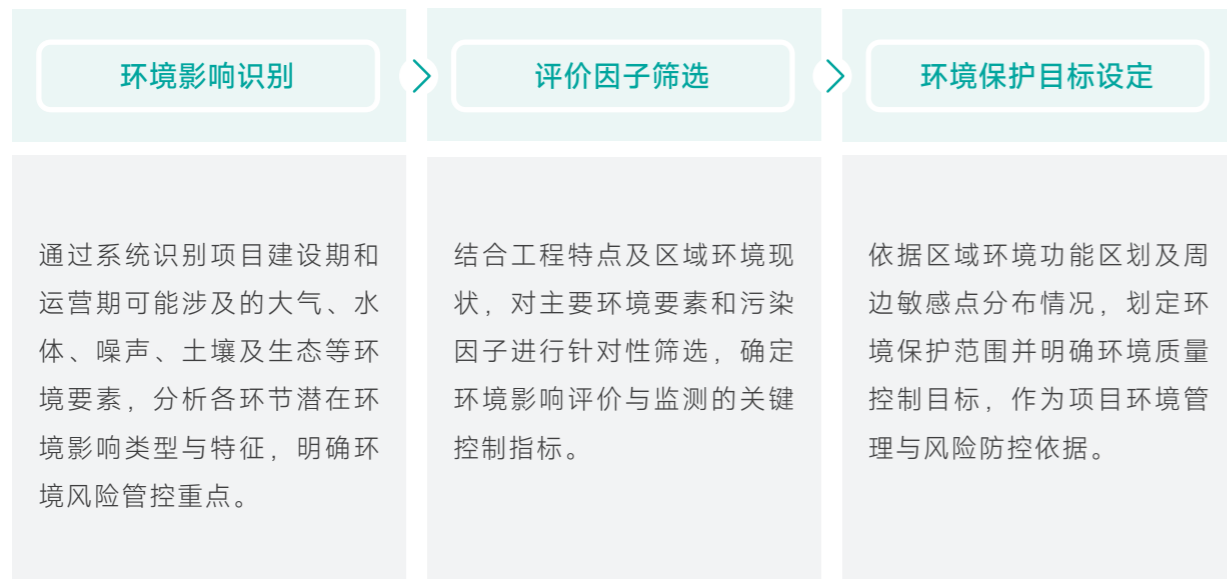 环境影响识别
评价因子筛选
环境保护目标设定
通过系统识别项目建设期和
运营期可能涉及的大气、水
体、噪声、土壤及生态等环
境要素，分析各环节潜在环
境影响类型与特征，明确环
境风险管控重点。
结合工程特点及区域环境现
状，对主要环境要素和污染
因子进行针对性筛选，确定
环境影响评价与监测的关键
控制指标。
依据区域环境功能区划及周
边敏感点分布情况，划定环
境保护范围并明确环境质量
控制目标，作为项目环境管
理与风险防控依据。